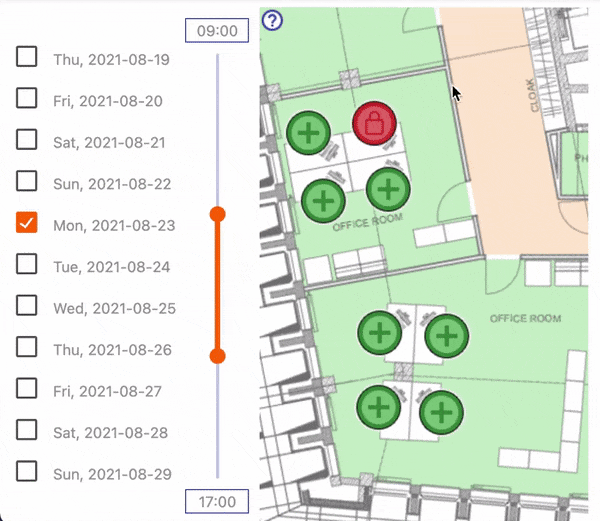 09:00
Thu, 2021-08-19
Fri, 2021-08-20
Sat, 2021-08-21
Sun, 2021-08-22
Mon, 2021-08-23
Tue, 2021-08-24
Wed, 2021-08-25
Thu, 2021-08-26
Fri, 2021-08-27
Sat, 2021-08-28
Sun, 2021-08-29
17:00
?
CLOAK
PH
OFFICE ROOM
OFFICE ROOM